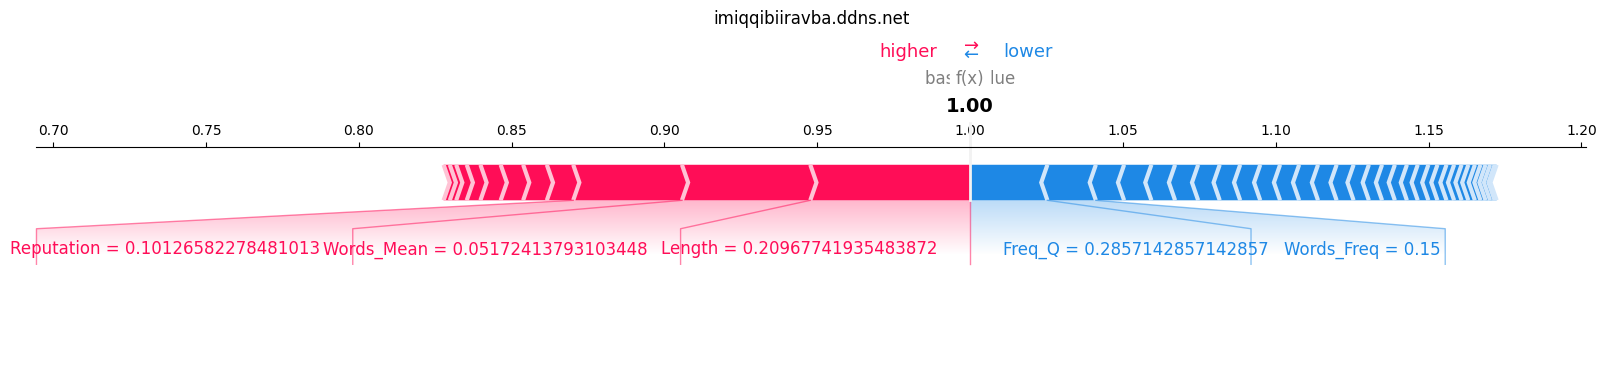 imiqqibiiravba.ddns.net
higher → ← lower
bas f(x) lue
1.00
0.70 0.75 0.80 0.85 0.90 0.95 1.00 1.05 1.10 1.15 1.20
Reputation = 0.10126582278481013 Words_Mean = 0.05172413793103448 Length = 0.20967741935483872 Freq_Q = 0.2857142857142857 Words_Freq = 0.15